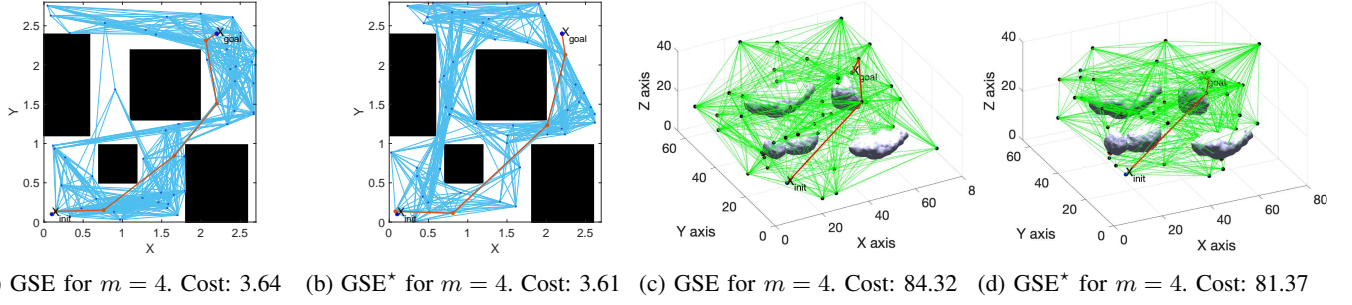 2.5
2
1.5
1
0.5
0
Y
0 0.5 1 1.5 2 2.5
X
X goal
X init
2.5
2
1.5
1
0.5
0
Y
0 0.5 1 1.5 2 2.5
X
X goal
X init
40
20
0
Z axis
60
40
20
0
Y axis
0
20
40
60
8
X axis
X goal
X init
40
20
0
Z axis
60
40
20
0
Y axis
0
20
40
60
80
X axis
goal
X init
) GSE for m = 4. Cost: 3.64 (b) GSE⋆ for m = 4. Cost: 3.61 (c) GSE for m = 4. Cost: 84.32 (d) GSE⋆ for m = 4. Cost: 81.37